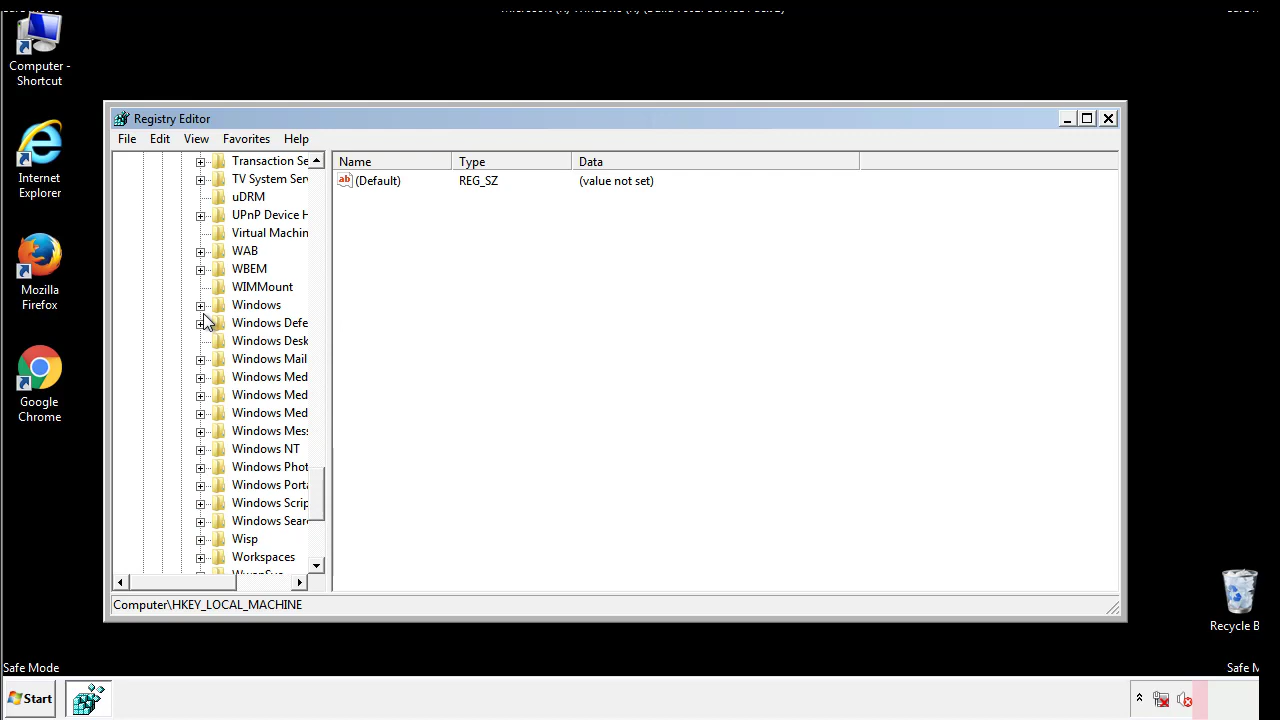 Computer -
Shortcut
Internet
Explorer
Mozilla
Firefox
Google
Chrome
Registry Editor
File Edit View Favorites Help
Transaction Se
TV System Serv
uDRM
UPnP Device H
Virtual Machin
WAB
WBEM
WIMMount
Windows
Windows Defe
Windows Desk
Windows Mail
Windows Med
Windows Med
Windows Med
Windows Mess
Windows NT
Windows Phot
Windows Porta
Windows Scrip
Windows Sear
Wisp
Workspaces
Name Type Data
(Default) REG_SZ (value not set)
Computer\HKEY_LOCAL_MACHINE
Recycle B
Safe Mode
Safe M
Start